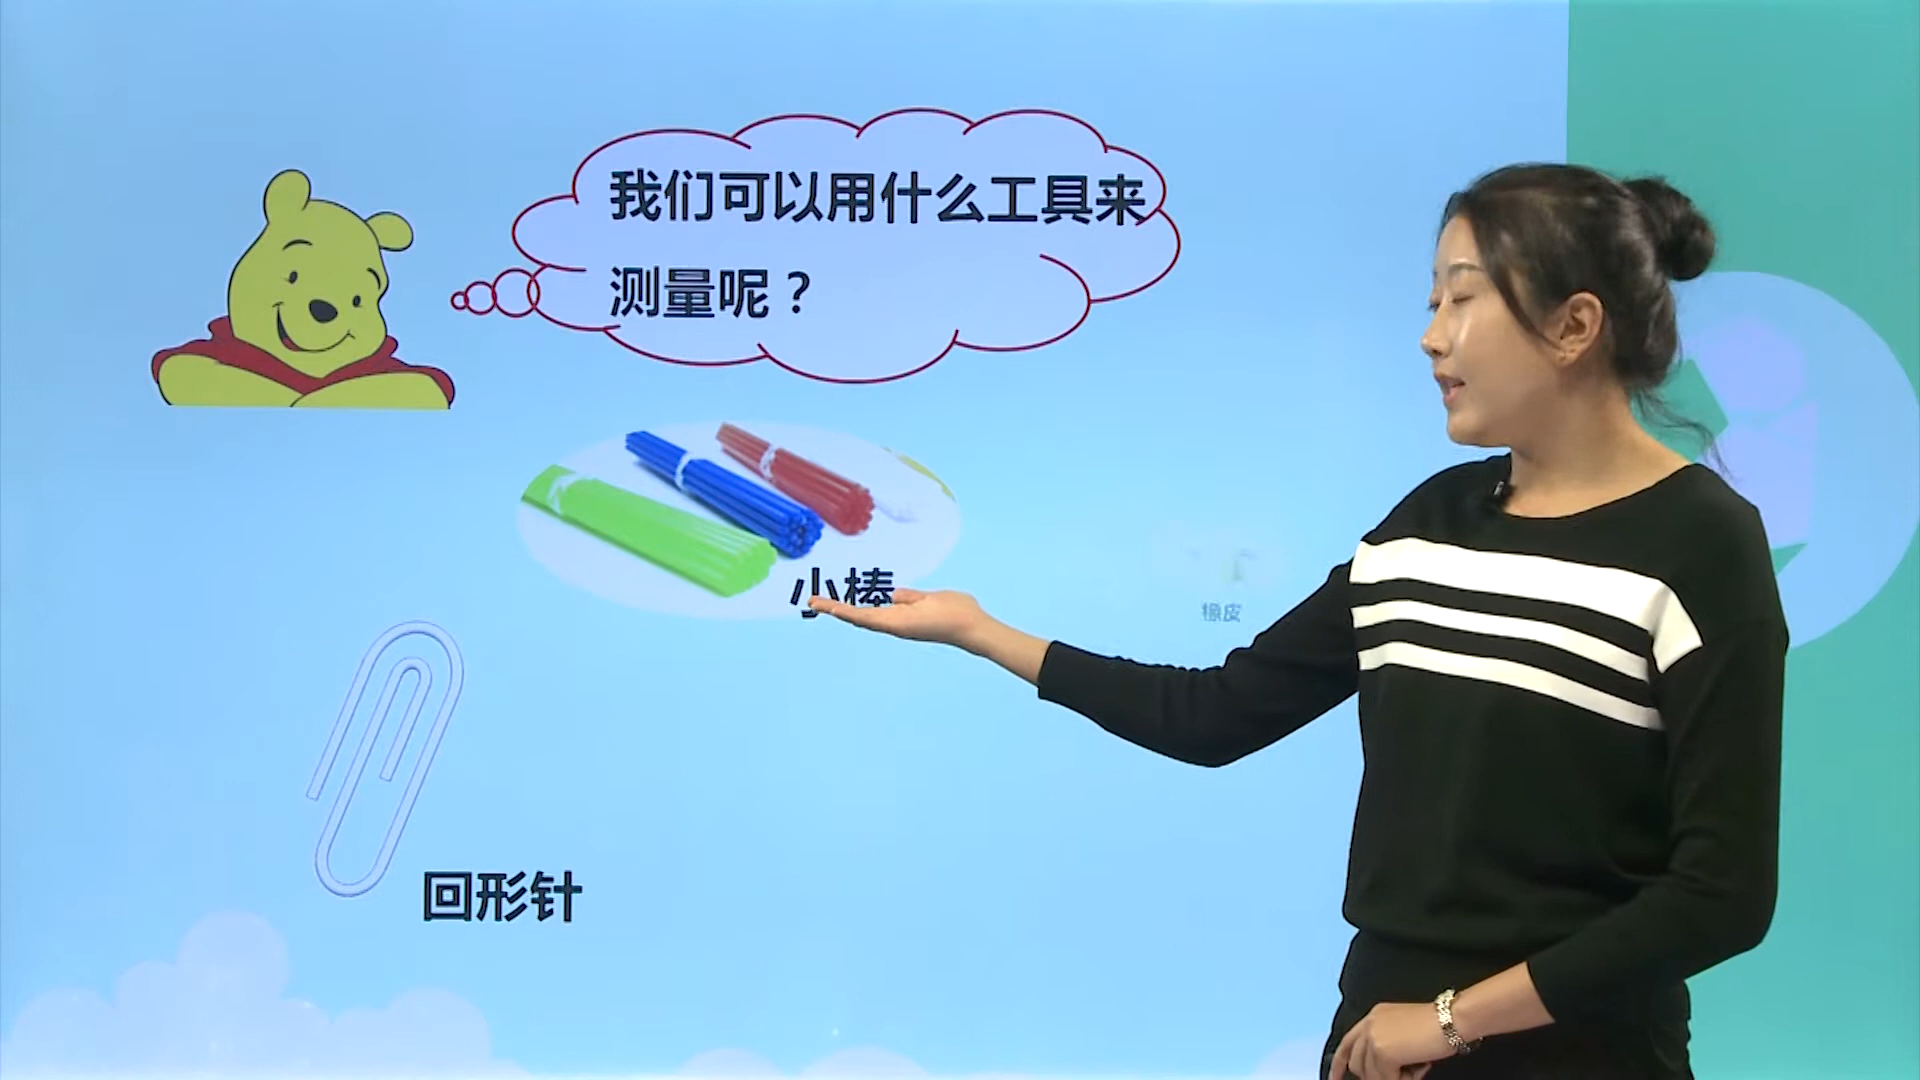 我们可以用什么工具来
测量呢？
小棒
橡皮
回形针